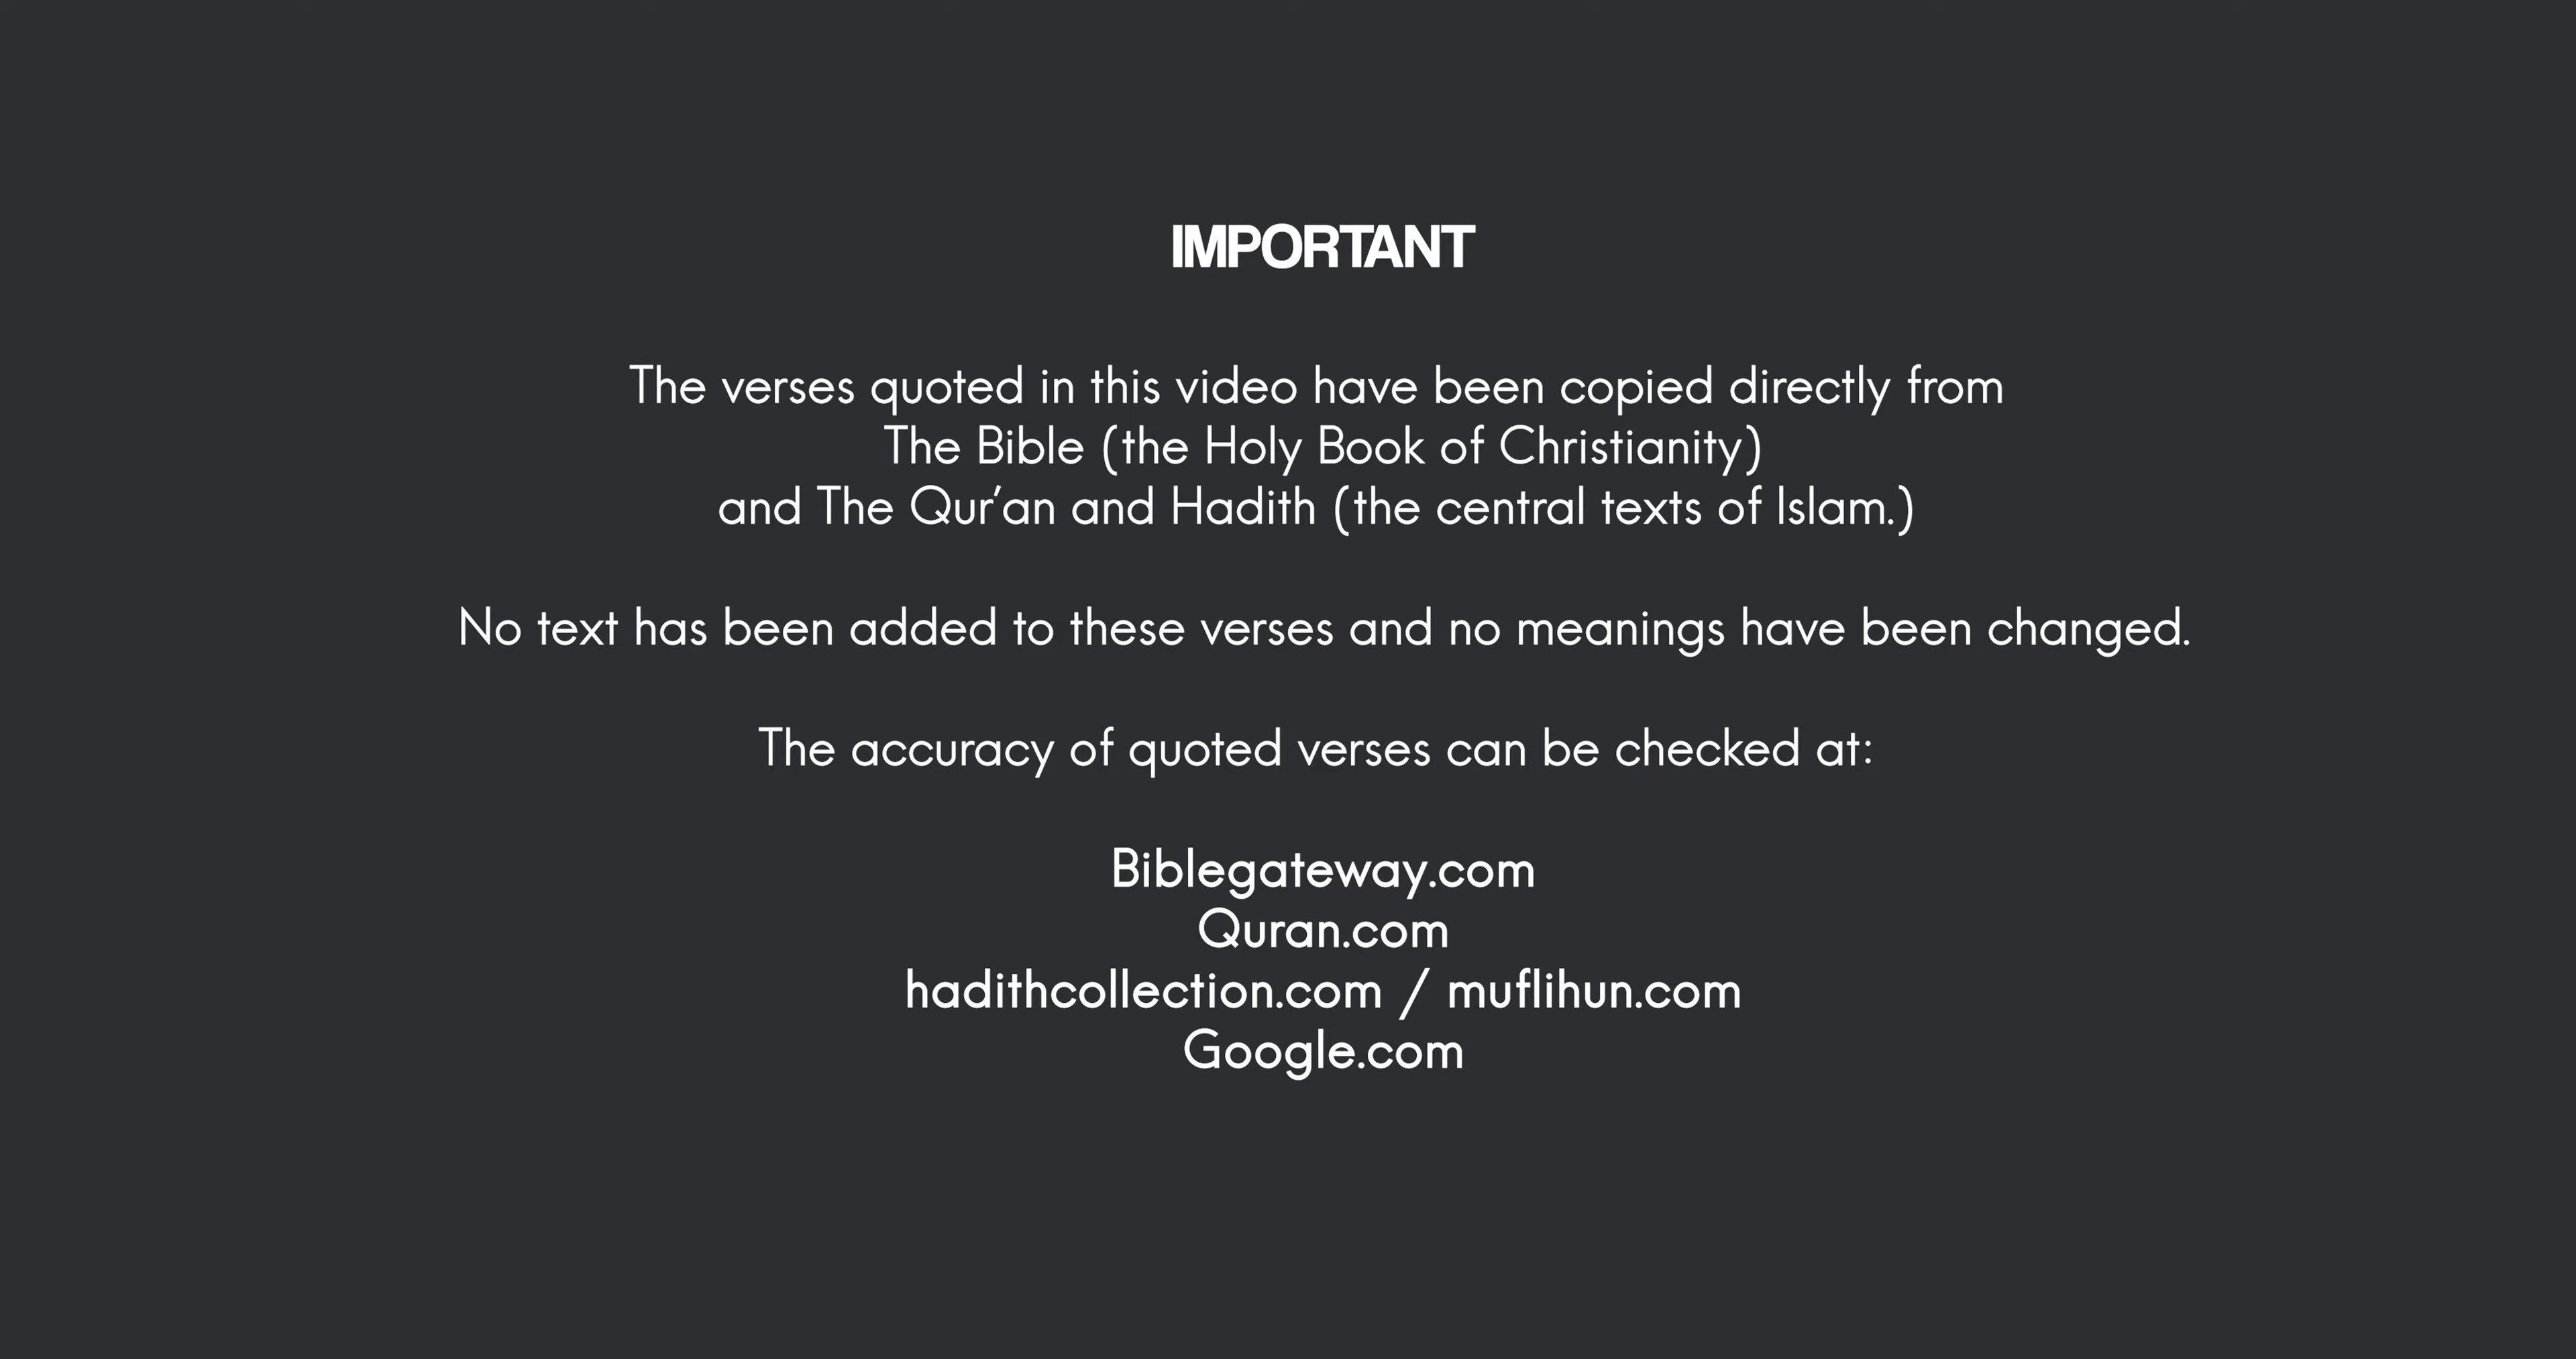 IMPORTANT
The verses quoted in this video have been copied directly from
The Bible (the Holy Book of Christianity)
and The Qur‘an and Hadith (the central texts of Islam.)
No text has been added to these verses and no meanings have been changed.
The accuracy of quoted verses can be checked at:
Biblegateway.com
Quran.com
hadithcollection.com / muflihun.com
Google.com